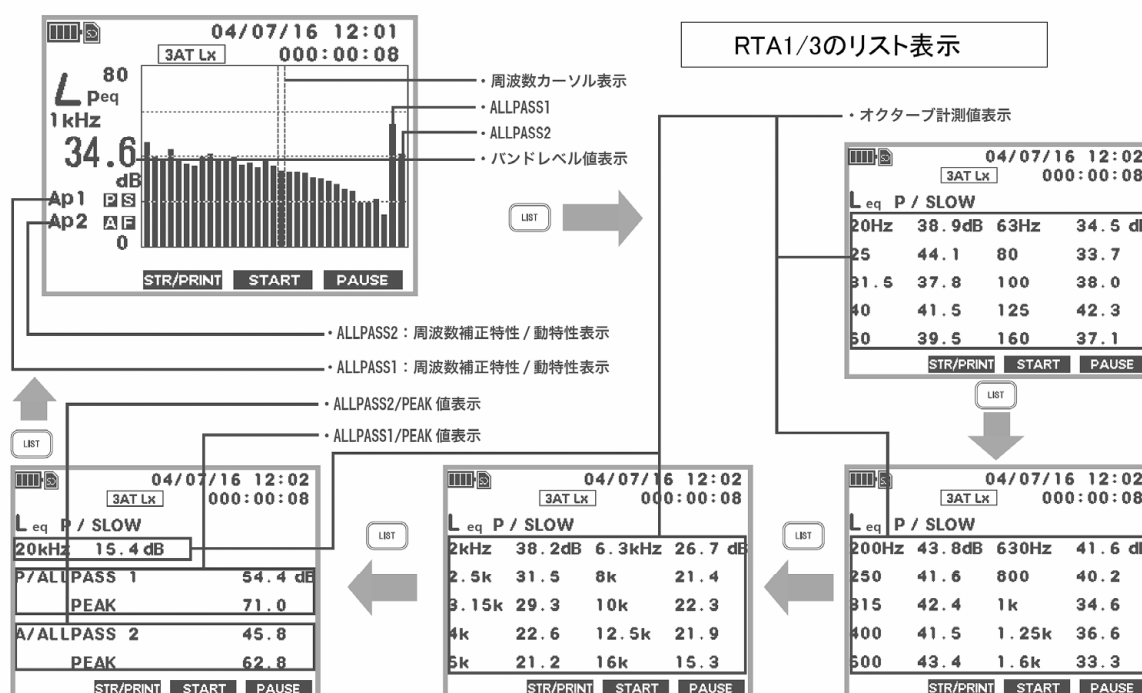 RTA1/3のリスト表示
04/07/16 12:01
3AT Lx 000:00:08
80
L peq
1kHz
34.6
dB
Ap1 P S
Ap2 A F
0
STR/PRINT START PAUSE
・周波数カーソル表示
・ALLPASS1
・ALLPASS2
・バンドレベル値表示
LIST
・オクターブ計測値表示
04/07/16 12:02
3AT Lx 000:00:08
L eq P / SLOW
20Hz 38.9dB 63Hz 34.5 dB
25 44.1 80 33.7
31.5 37.8 100 38.0
40 41.5 125 42.3
50 39.5 160 37.1
STR/PRINT START PAUSE
LIST
・ALLPASS2：周波数補正特性 / 動特性表示
・ALLPASS1：周波数補正特性 / 動特性表示
・ALLPASS2/PEAK 値表示
・ALLPASS1/PEAK 値表示
LIST
04/07/16 12:02
3AT Lx 000:00:08
L eq P / SLOW
20kHz 15.4dB
P/ALLPASS 1 54.4 dB
PEAK 71.0
A/ALLPASS 2 45.8
PEAK 62.8
STR/PRINT START PAUSE
LIST
04/07/16 12:02
3AT Lx 000:00:08
L eq P / SLOW
2kHz 38.2dB 6.3kHz 26.7 dB
2.5k 31.5 8k 21.4
3.15k 29.3 10k 22.3
4k 22.6 12.5k 21.9
5k 21.2 16k 15.3
STR/PRINT START PAUSE
LIST
04/07/16 12:02
3AT Lx 000:00:08
L eq P / SLOW
200Hz 43.8dB 630Hz 41.6 dB
250 41.6 800 40.2
315 42.4 1k 34.6
400 41.5 1.25k 36.6
500 43.4 1.6k 33.3
STR/PRINT START PAUSE